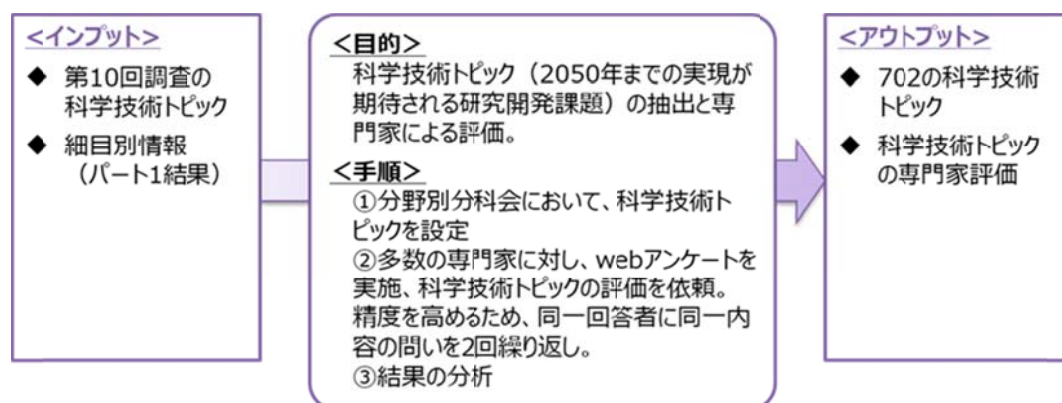 <インプット>
◆ 第10回調査の
科学技術トピック
◆ 細目別情報
(パート1結果)
<目的>
科学技術トピック（2050年までの実現が
期待される研究開発課題）の抽出と専
門家による評価。
<手順>
①分野別分科会において、科学技術ト
ピックを設定
②多数の専門家に対し、webアンケートを
実施、科学技術トピックの評価を依頼。
精度を高めるため、同一回答者に同一内
容の問いを2回繰り返し。
③結果の分析
<アウトプット>
◆ 702の科学技術
トピック
◆ 科学技術トピック
の専門家評価